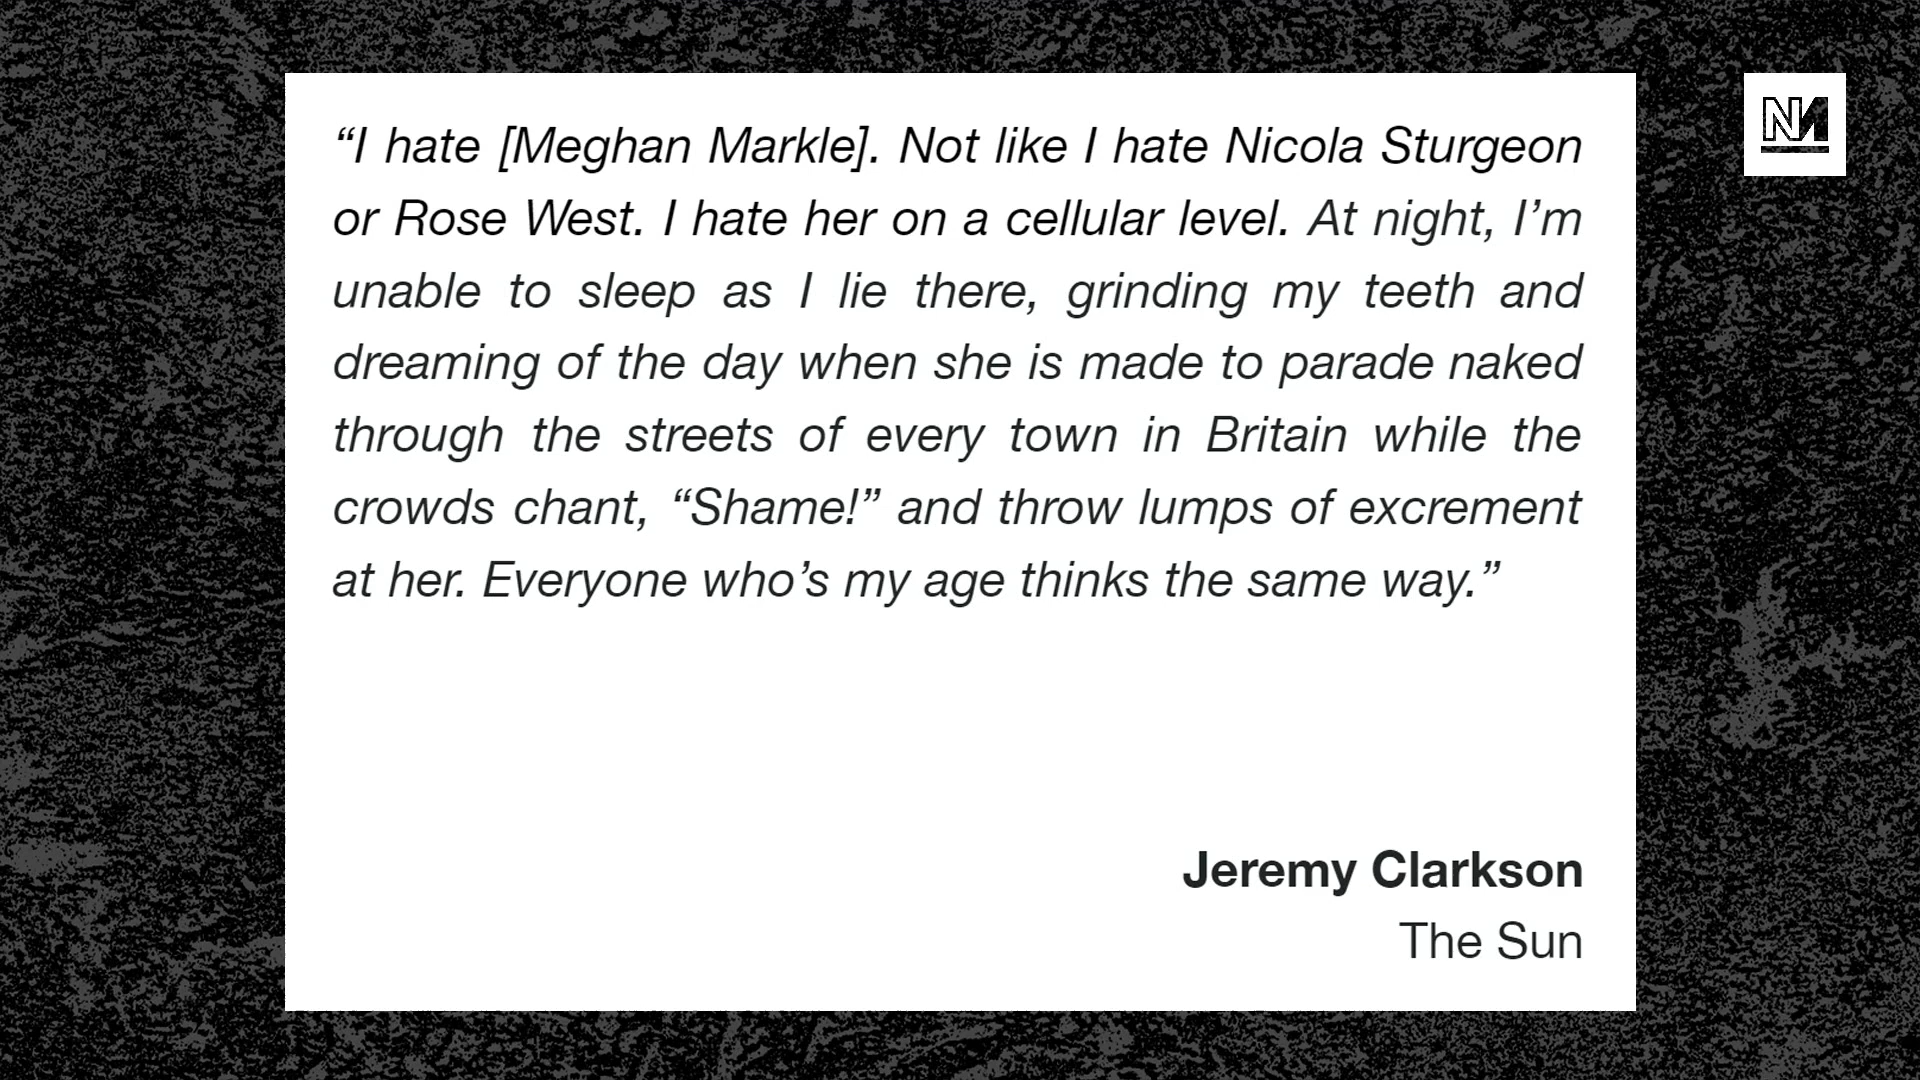 “I hate [Meghan Markle]. Not like I hate Nicola Sturgeon
or Rose West. I hate her on a cellular level. At night, I’m
unable to sleep as I lie there, grinding my teeth and
dreaming of the day when she is made to parade naked
through the streets of every town in Britain while the
crowds chant, “Shame!” and throw lumps of excrement
at her. Everyone who’s my age thinks the same way.”
Jeremy Clarkson
The Sun
NM